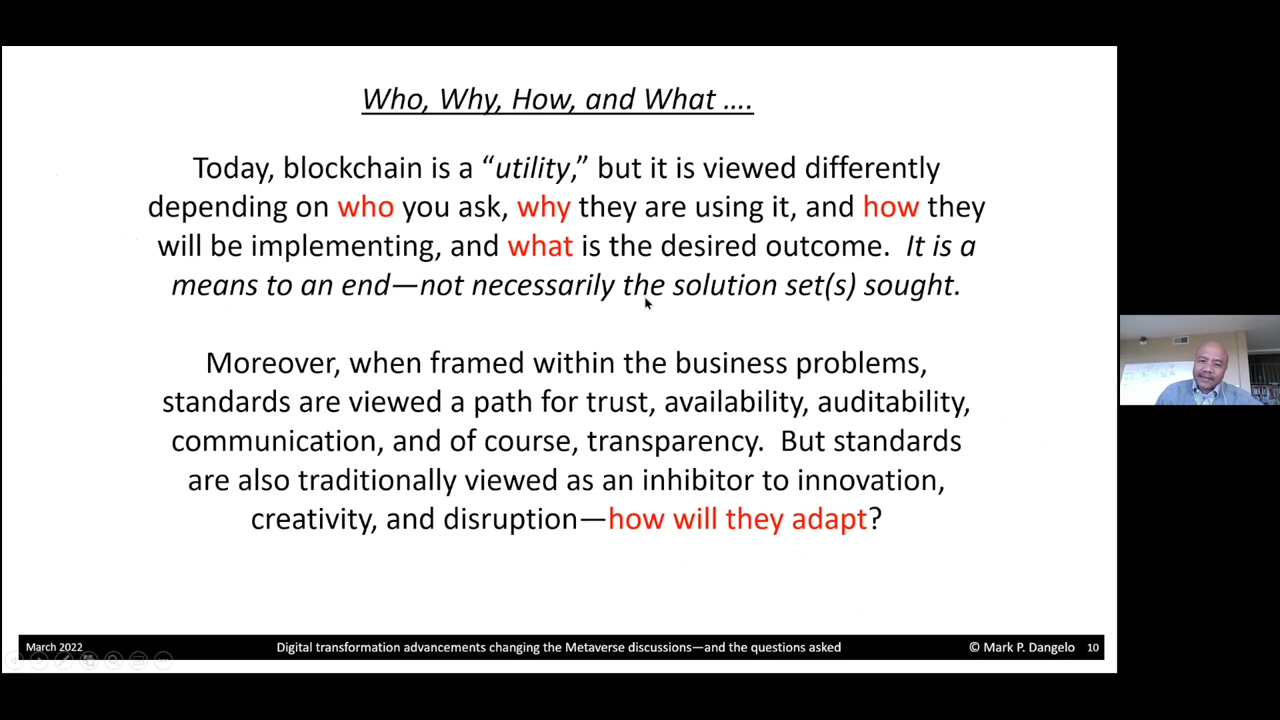 Who, Why, How, and What ....
Today, blockchain is a “utility,” but it is viewed differently
depending on who you ask, why they are using it, and how they
will be implementing, and what is the desired outcome.  It is a
means to an end—not necessarily the solution set(s) sought.
Moreover, when framed within the business problems,
standards are viewed a path for trust, availability, auditability,
communication, and of course, transparency.  But standards
are also traditionally viewed as an inhibitor to innovation,
creativity, and disruption—how will they adapt?
March 2022
Digital transformation advancements changing the Metaverse discussions—and the questions asked
© Mark P. Dangelo 10